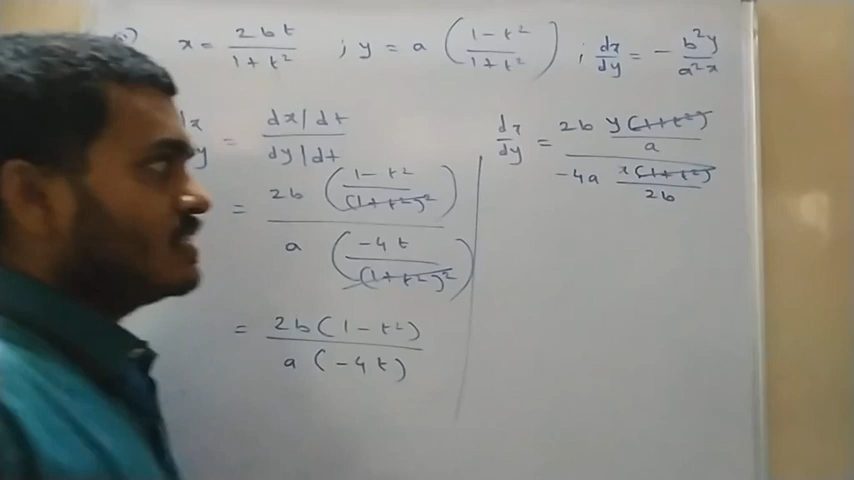 x = 2bt / 1+t² ; y = a (1-t² / 1+t²) ; dx/dy = - b²y / a²x
= dx/dt / dy/dt
= 2b (1-t² / (1+t²)²) / a (-4t / (1+t²)²)
= 2b(1-t²) / a(-4t)
dx/dy = 2b y(1+t²)/a / -4a x(1+t²)/2b